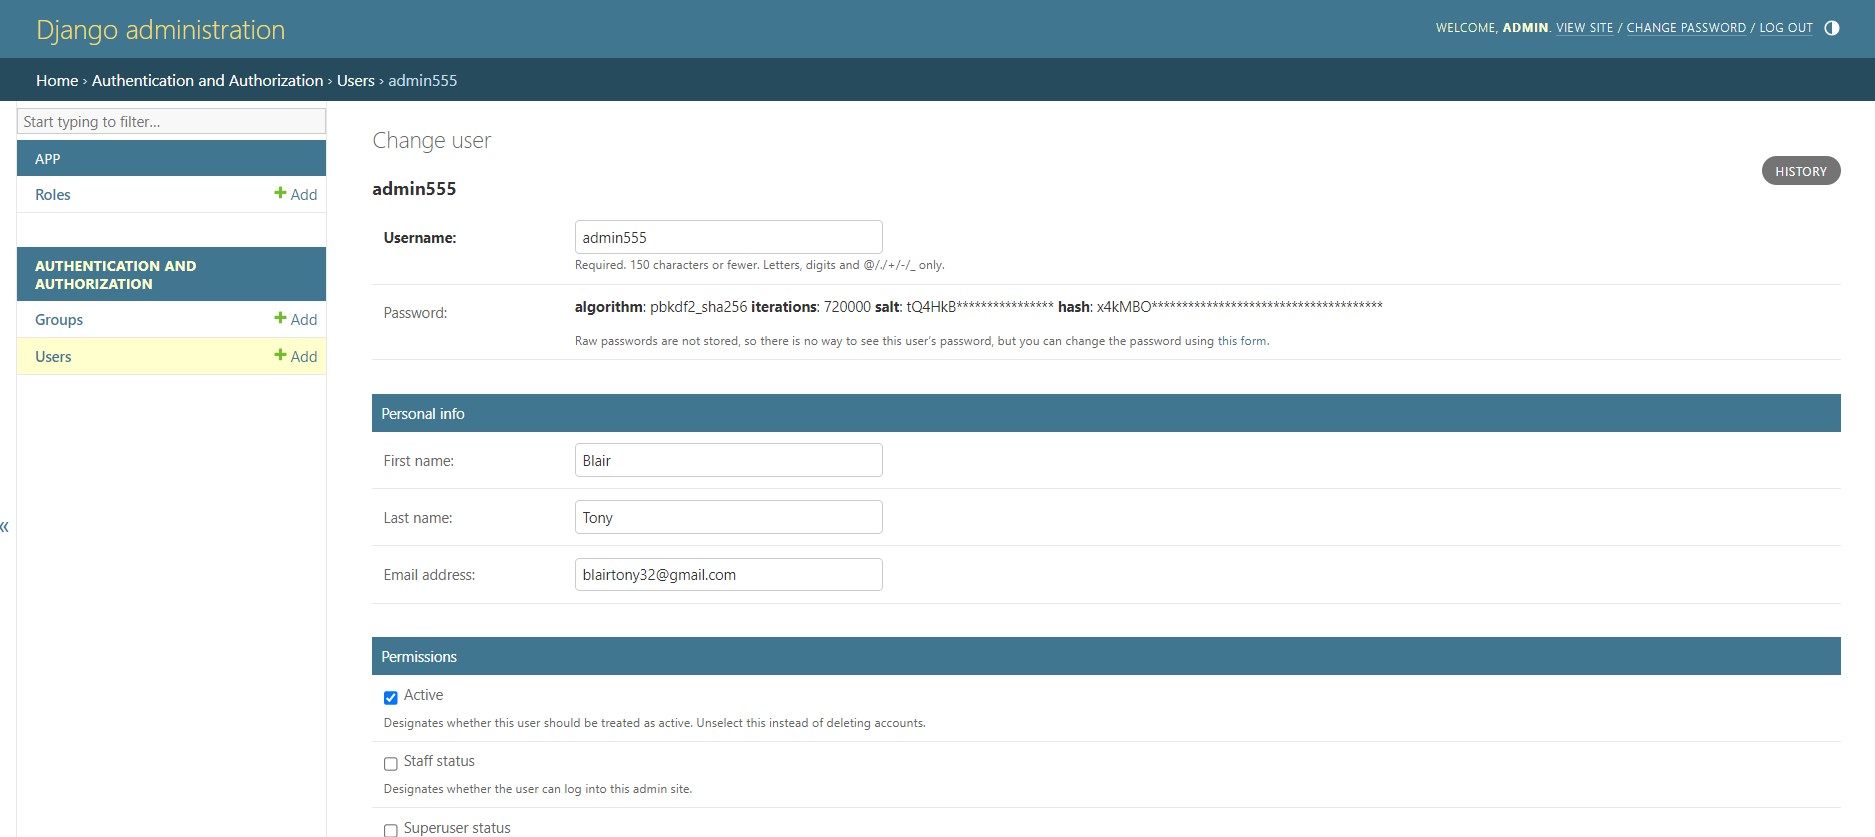 Django administration
WELCOME, ADMIN. VIEW SITE / CHANGE PASSWORD / LOG OUT
Home › Authentication and Authorization › Users › admin555
Start typing to filter...
APP
Roles
+ Add
AUTHENTICATION AND
AUTHORIZATION
Groups
+ Add
Users
+ Add
«
Change user
HISTORY
admin555
Username:
admin555
Required. 150 characters or fewer. Letters, digits and @/./+/-/_ only.
Password:
algorithm: pbkdf2_sha256 iterations: 720000 salt: tQ4HkB**************** hash: x4kMBO**************************************
Raw passwords are not stored, so there is no way to see this user's password, but you can change the password using this form.
Personal info
First name:
Blair
Last name:
Tony
Email address:
blairtony32@gmail.com
Permissions
Active
Designates whether this user should be treated as active. Unselect this instead of deleting accounts.
Staff status
Designates whether the user can log into this admin site.
Superuser status